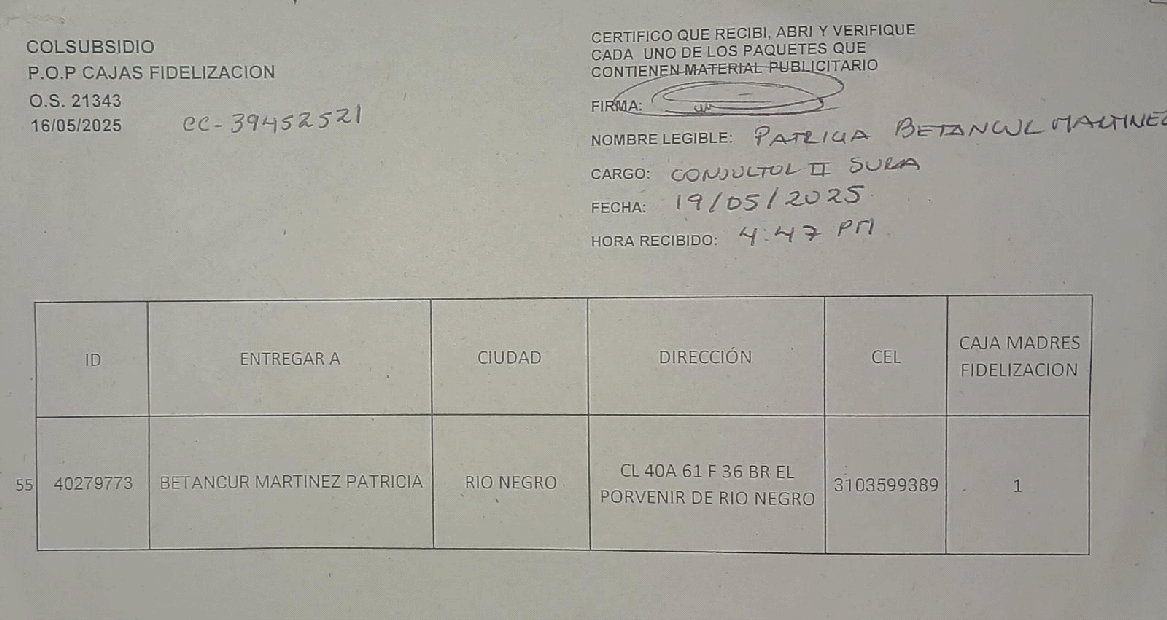 COLSUBSIDIO
P.O.P CAJAS FIDELIZACION
O.S. 21343
16/05/2025 CC-39452521
CERTIFICO QUE RECIBI, ABRI Y VERIFIQUE
CADA UNO DE LOS PAQUETES QUE
CONTIENEN MATERIAL PUBLICITARIO
FIRMA:
NOMBRE LEGIBLE: PATRICIA BETANCUR MARTINEZ
CARGO: CONSULTOR II SURA
FECHA: 19/05/2025
HORA RECIBIDO: 4:47 PM
ID ENTREGAR A CIUDAD DIRECCIÓN CEL CAJA MADRES
FIDELIZACION
55 40279773 BETANCUR MARTINEZ PATRICIA RIO NEGRO CL 40A 61 F 36 BR EL
PORVENIR DE RIO NEGRO 3103599389 1